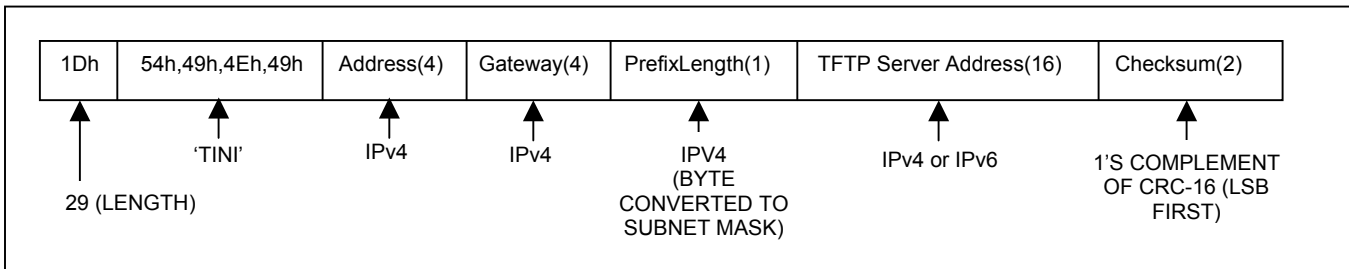 1Dh
54h,49h,4Eh,49h
Address(4)
Gateway(4)
PrefixLength(1)
TFTP Server Address(16)
Checksum(2)
29 (LENGTH)
‘TINI’
IPv4
IPv4
IPV4
(BYTE
CONVERTED TO
SUBNET MASK)
IPv4 or IPv6
1’S COMPLEMENT
OF CRC-16 (LSB
FIRST)